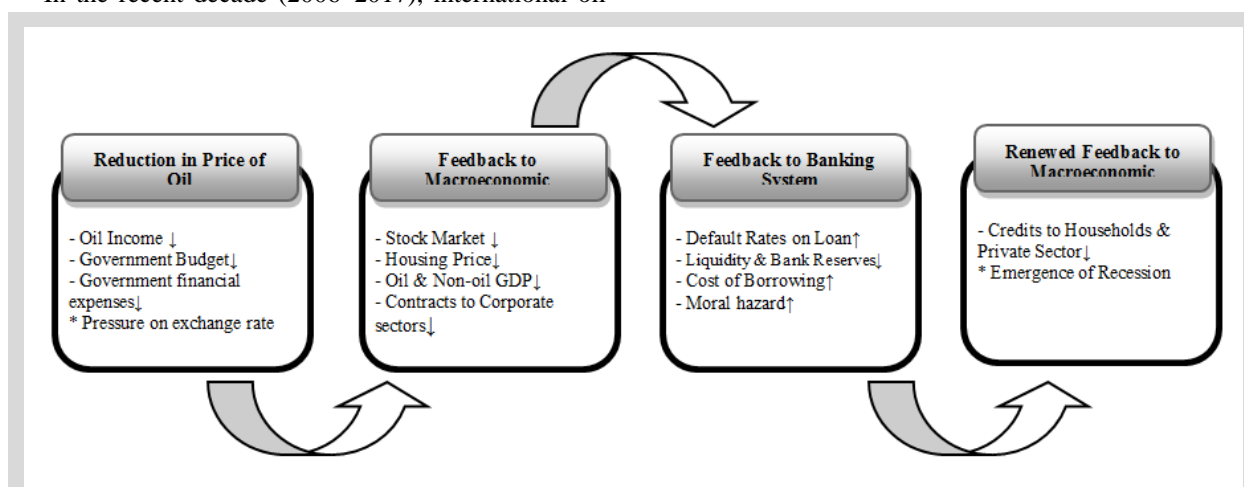 In the recent decade (2008–2017), international oil
Reduction in Price of
Oil
- Oil Income ↓
- Government Budget↓
- Government financial
expenses↓
* Pressure on exchange rate
Feedback to
Macroeconomic
- Stock Market ↓
- Housing Price↓
- Oil & Non-oil GDP↓
- Contracts to Corporate
sectors↓
Feedback to Banking
System
- Default Rates on Loan↑
- Liquidity & Bank Reserves↓
- Cost of Borrowing↑
- Moral hazard↑
Renewed Feedback to
Macroeconomic
- Credits to Households &
Private Sector↓
* Emergence of Recession